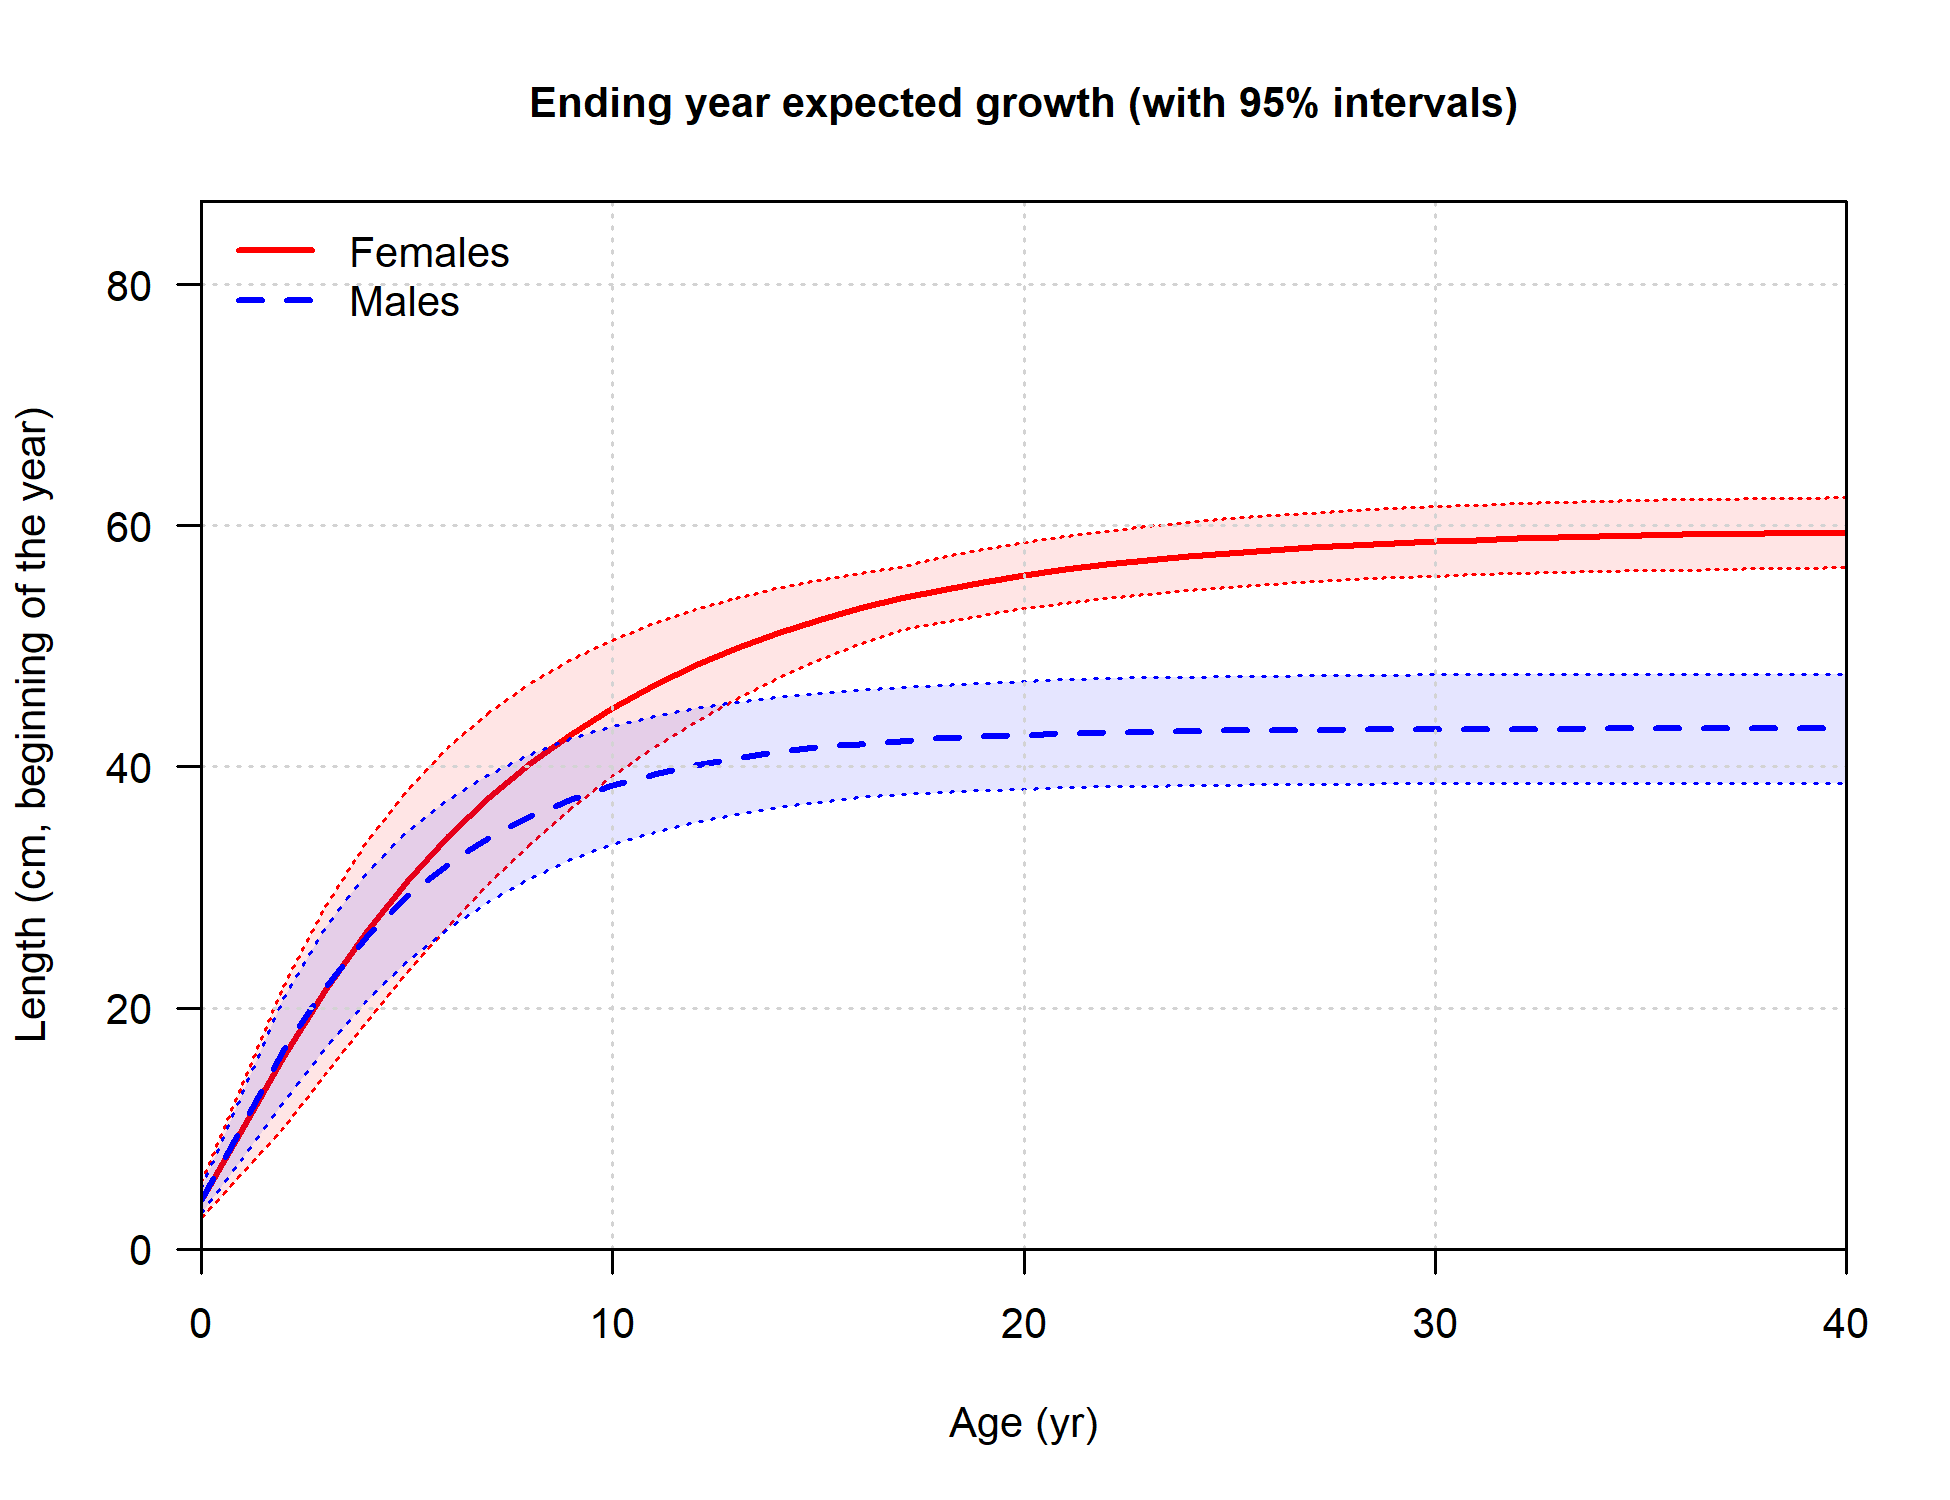 Ending year expected growth (with 95% intervals)
Females
Males
Length (cm, beginning of the year)
80
60
40
20
0
0 10 20 30 40
Age (yr)